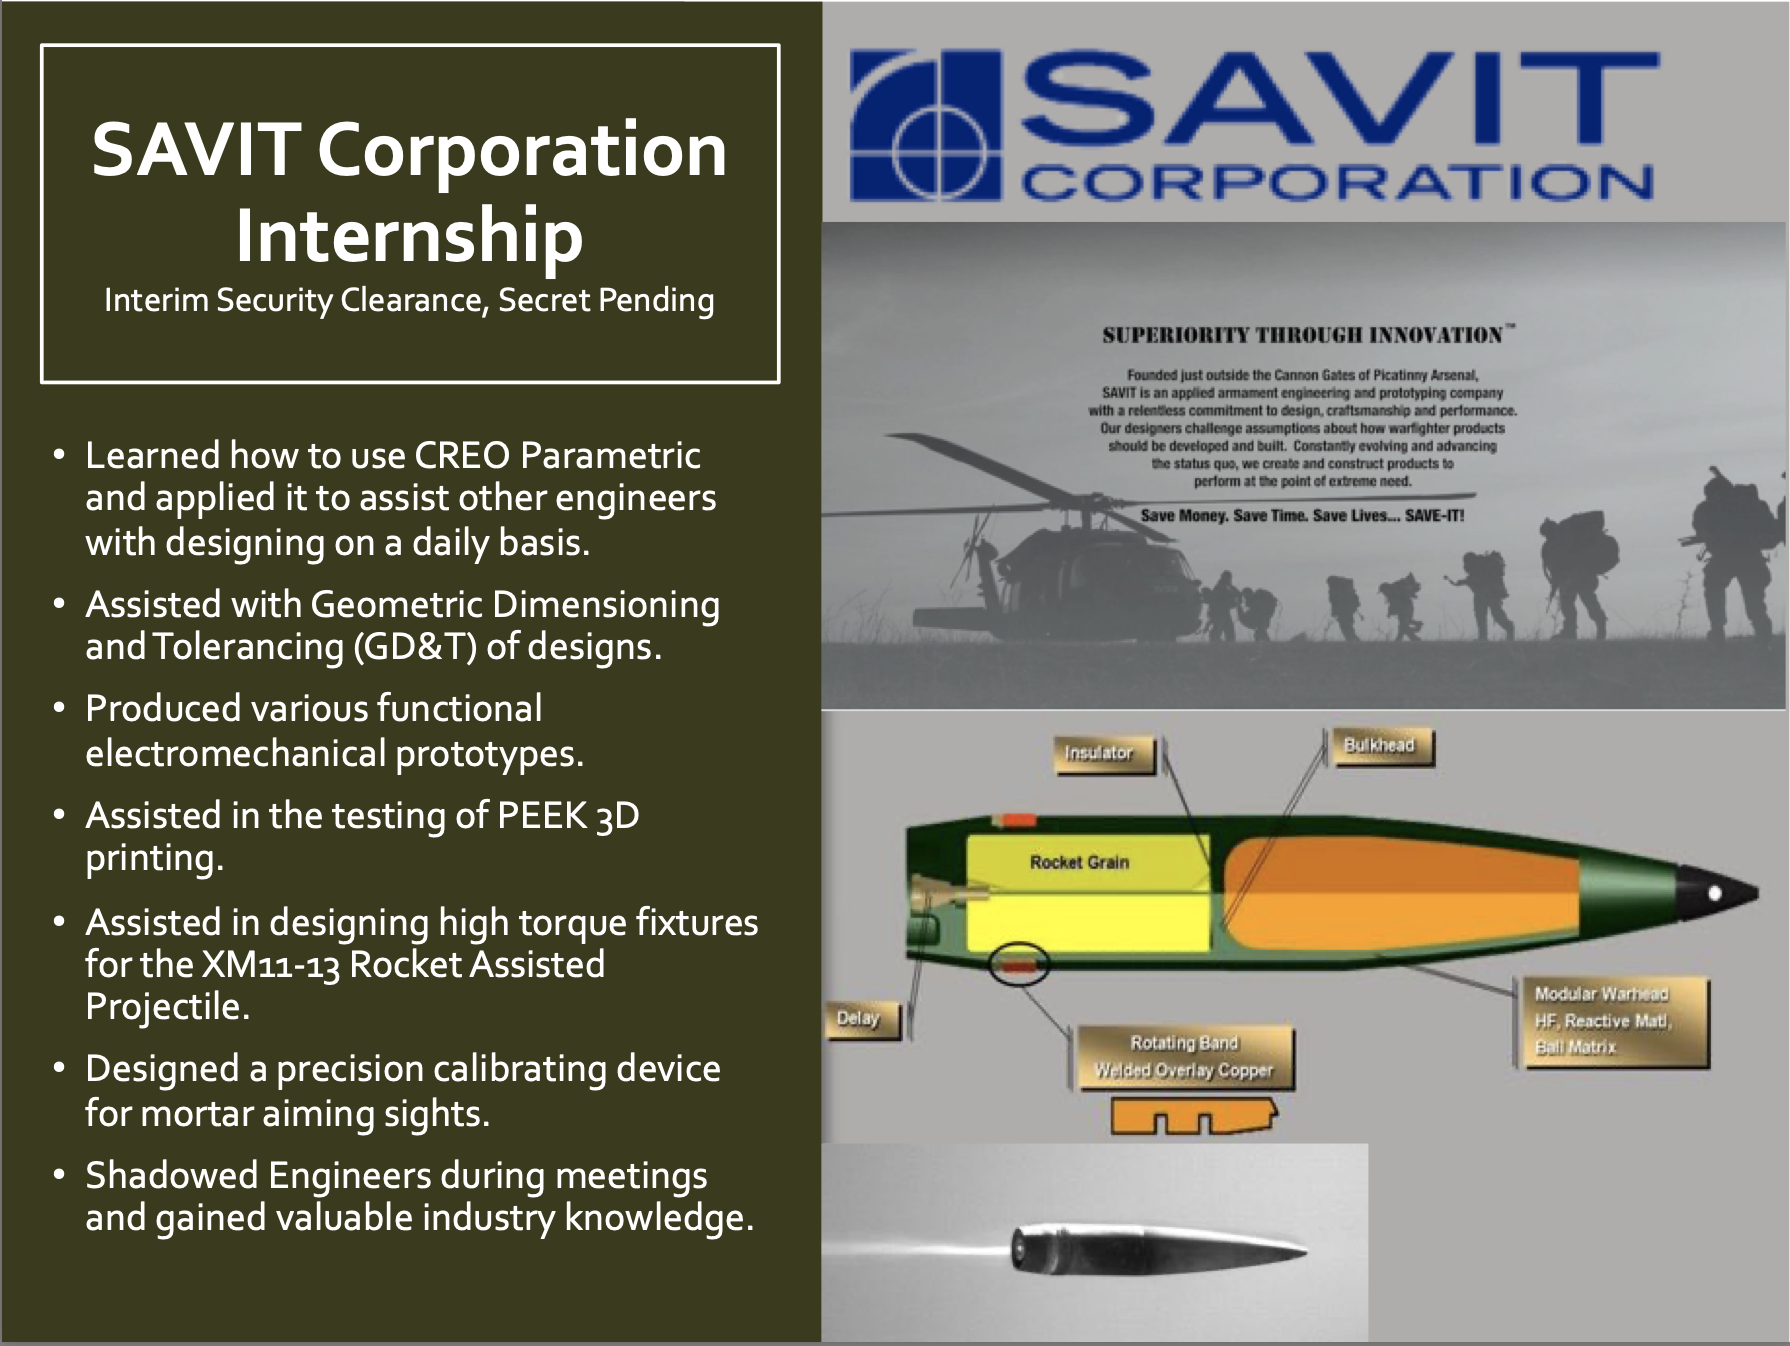 SAVIT Corporation
Internship
Interim Security Clearance, Secret Pending
• Learned how to use CREO Parametric
and applied it to assist other engineers
with designing on a daily basis.
• Assisted with Geometric Dimensioning
and Tolerancing (GD&T) of designs.
• Produced various functional
electromechanical prototypes.
• Assisted in the testing of PEEK 3D
printing.
• Assisted in designing high torque fixtures
for the XM11-13 Rocket Assisted
Projectile.
• Designed a precision calibrating device
for mortar aiming sights.
• Shadowed Engineers during meetings
and gained valuable industry knowledge.
SAVIT
CORPORATION
SUPERIORITY THROUGH INNOVATION™
Founded just outside the Cannon Gates of Picatinny Arsenal,
SAVIT is an applied armament engineering and prototyping company
with a relentless commitment to design, craftsmanship and performance.
Our designers challenge assumptions about how warfighter products
should be developed and built. Constantly evolving and advancing
the status quo, we create and construct products to
perform at the point of extreme need.
Save Money. Save Time. Save Lives... SAVE-IT!
Insulator
Bulkhead
Rocket Grain
Delay
Rotating Band
Welded Overlay Copper
Modular Warhead
HF, Reactive Matl,
Ball Matrix